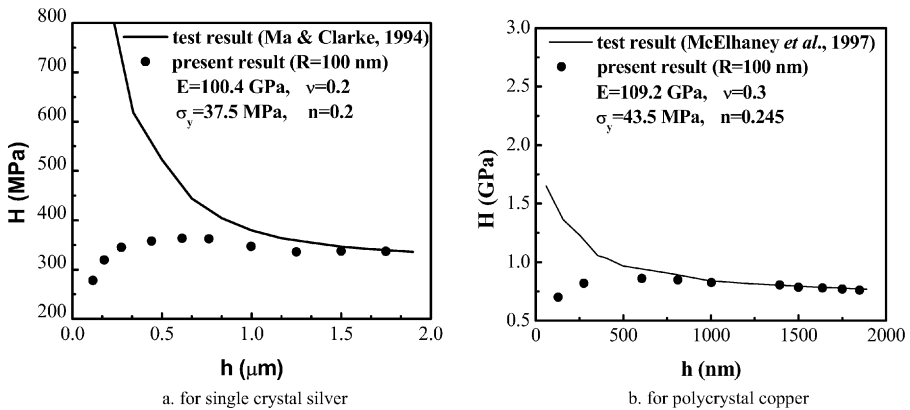 800
700
600
500
400
300
200
H (MPa)
test result (Ma & Clarke, 1994)
present result (R=100 nm)
E=100.4 GPa, ν=0.2
σy=37.5 MPa, n=0.2
0.0 0.5 1.0 1.5 2.0
h (μm)
a. for single crystal silver
3.0
2.5
2.0
1.5
1.0
0.5
H (GPa)
test result (McElhaney et al., 1997)
present result (R=100 nm)
E=109.2 GPa, ν=0.3
σy=43.5 MPa, n=0.245
0 500 1000 1500 2000
h (nm)
b. for polycrystal copper